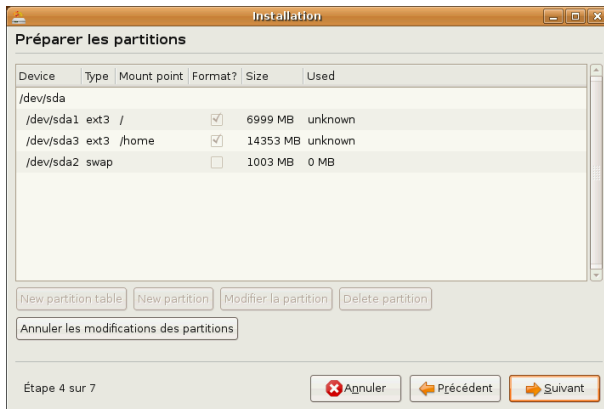 Installation
Préparer les partitions
Device Type Mount point Format? Size Used
/dev/sda
/dev/sda1 ext3 / 6999 MB unknown
/dev/sda3 ext3 /home 14353 MB unknown
/dev/sda2 swap 1003 MB 0 MB
New partition table New partition Modifier la partition Delete partition
Annuler les modifications des partitions
Étape 4 sur 7 Annuler Précédent Suivant